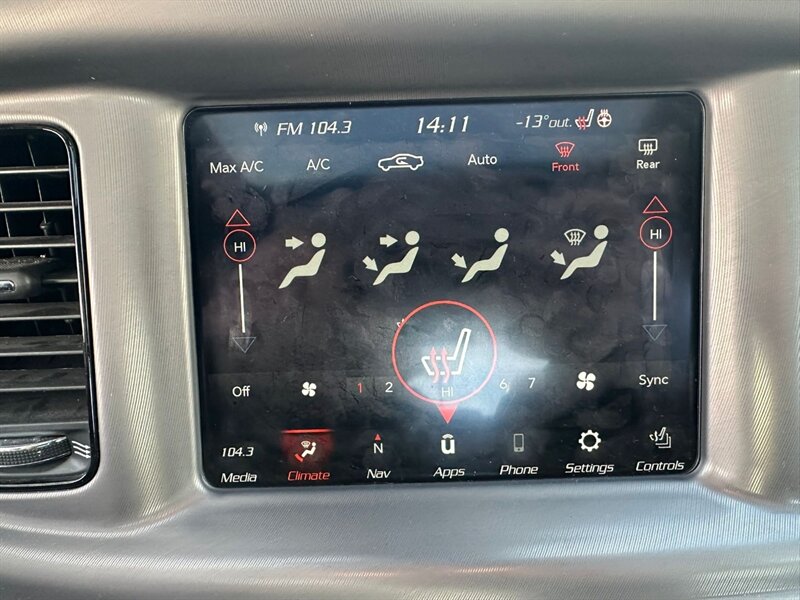 FM 104.3 14:11 -13° out.
Max A/C A/C Auto Front Rear
HI HI
Off 1 2 HI 6 7 Sync
104.3 N
Media Climate Nav Apps Phone Settings Controls